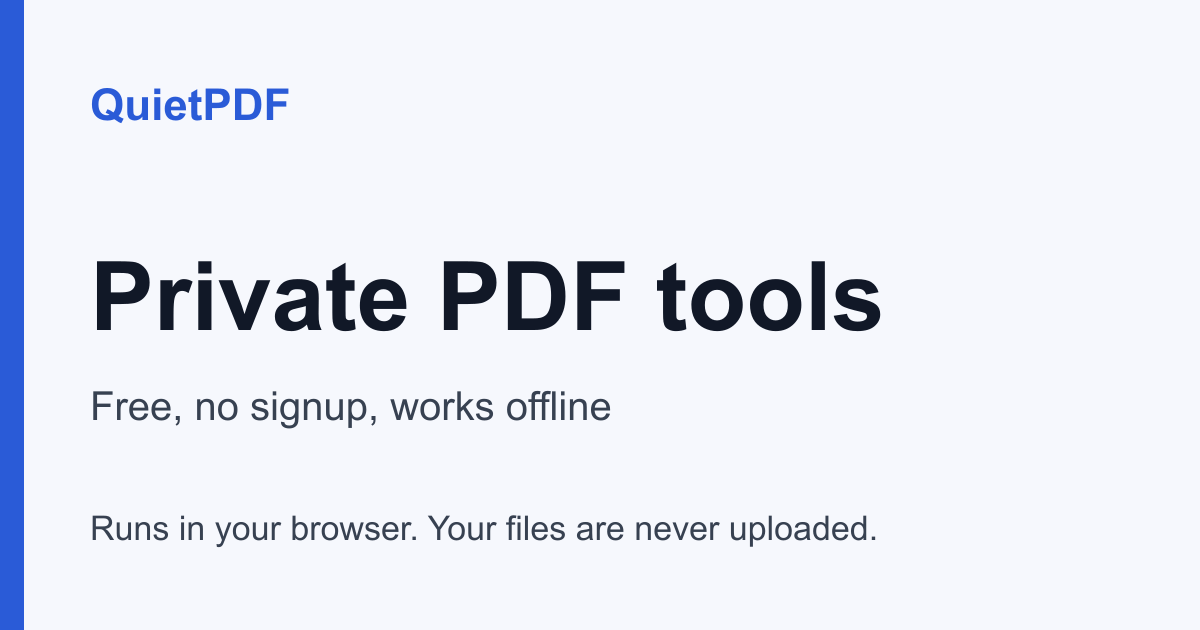 QuietPDF
Private PDF tools
Free, no signup, works offline
Runs in your browser. Your files are never uploaded.